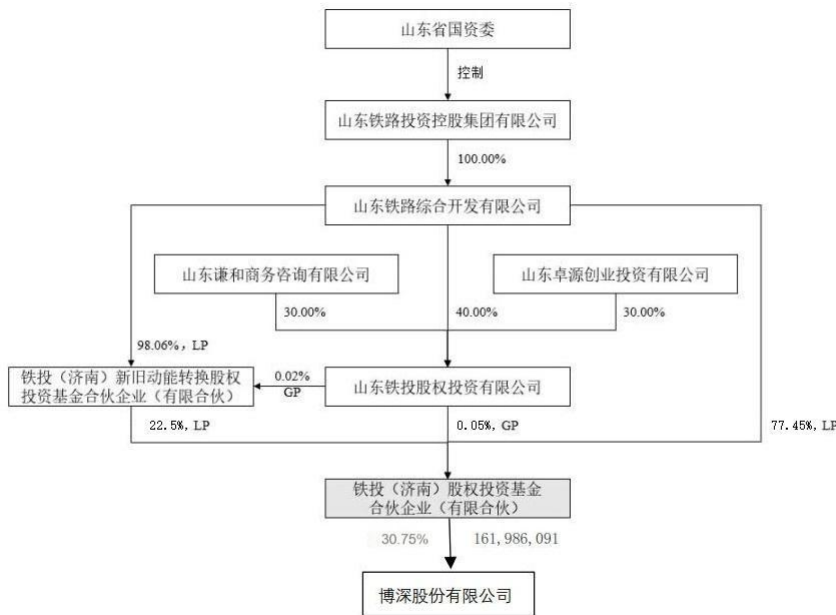 山东省国资委
控制
山东铁路投资控股集团有限公司
100.00%
山东铁路综合开发有限公司
山东谦和商务咨询有限公司
山东卓源创业投资有限公司
30.00%
40.00%
30.00%
98.06%，LP
铁投（济南）新旧动能转换股权
投资基金合伙企业（有限合伙）
0.02%
GP
山东铁投股权投资有限公司
22.5%, LP
0.05%, GP
77.45%, LP
铁投（济南）股权投资基金
合伙企业（有限合伙）
30.75%
161,986,091
博深股份有限公司